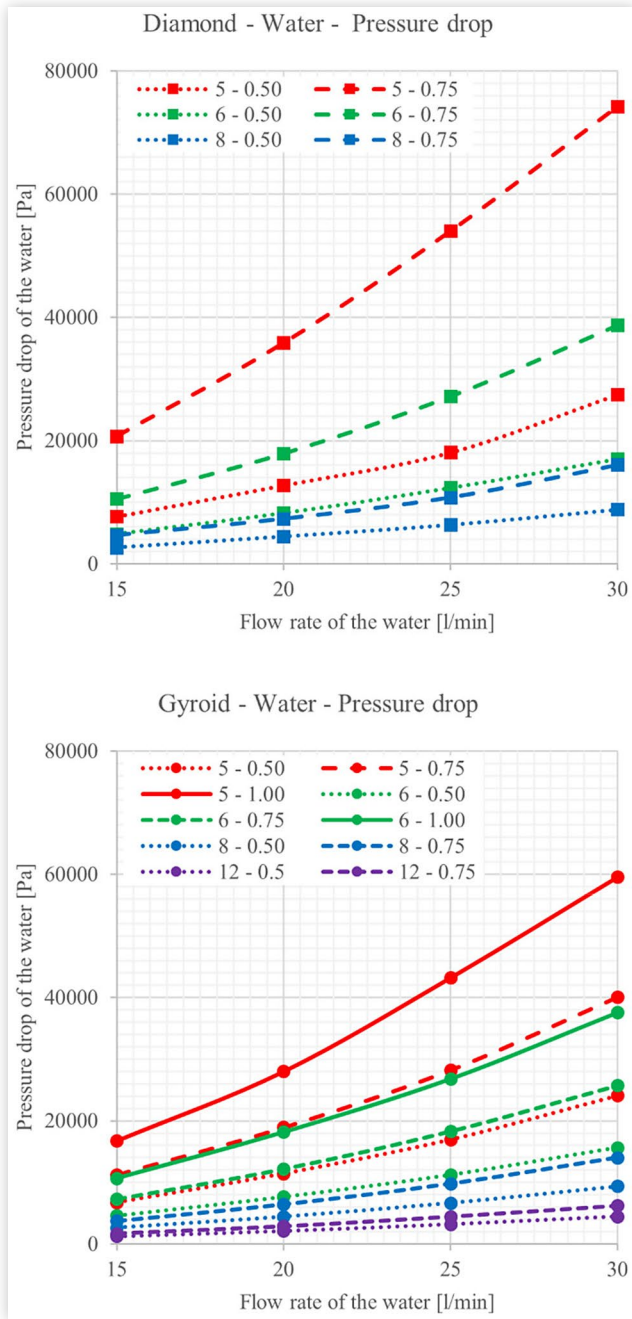 Diamond - Water - Pressure drop
80000
60000
40000
20000
0
Pressure drop of the water [Pa]
5 - 0.50
5 - 0.75
6 - 0.50
6 - 0.75
8 - 0.50
8 - 0.75
15
20
25
30
Flow rate of the water [l/min]
Gyroid - Water - Pressure drop
80000
60000
40000
20000
0
Pressure drop of the water [Pa]
5 - 0.50
5 - 0.75
5 - 1.00
6 - 0.50
6 - 0.75
6 - 1.00
8 - 0.50
8 - 0.75
12 - 0.5
12 - 0.75
15
20
25
30
Flow rate of the water [l/min]